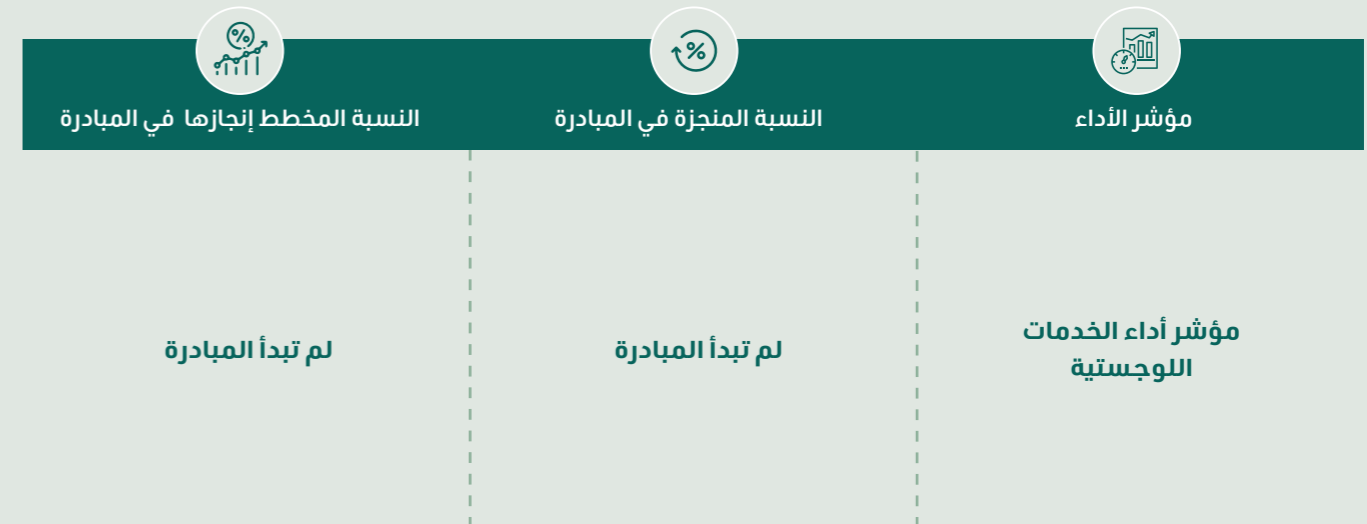 مؤشر الأداء
النسبة المنجزة في المبادرة
النسبة المخطط إنجازها في المبادرة
مؤشر أداء الخدمات
اللوجستية
لم تبدأ المبادرة
لم تبدأ المبادرة